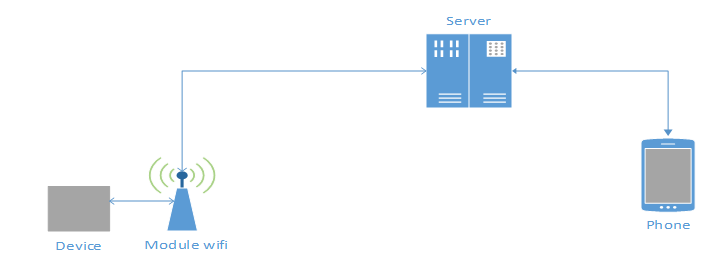 Server
Phone
Device
Module wifi